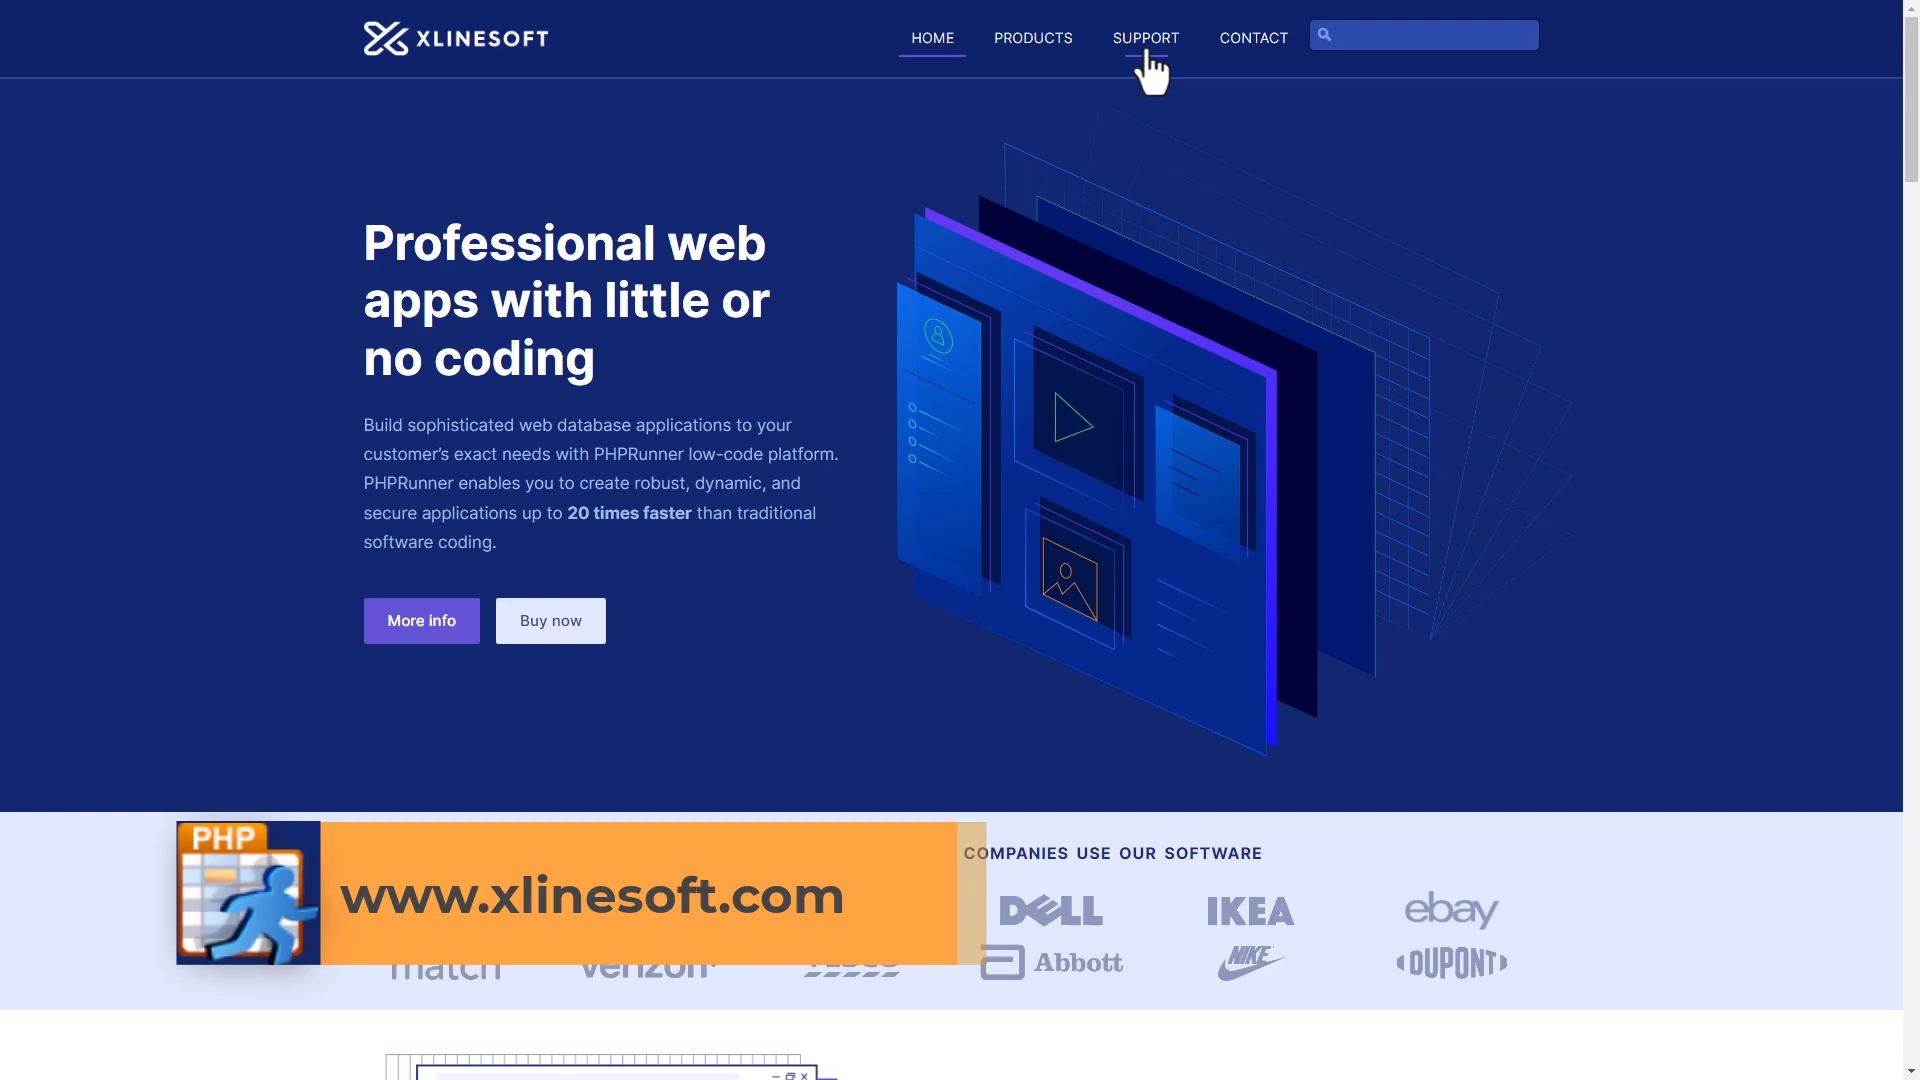 XLINESOFT
HOME
PRODUCTS
SUPPORT
CONTACT
Professional web
apps with little or
no coding
Build sophisticated web database applications to your
customer’s exact needs with PHPRunner low-code platform.
PHPRunner enables you to create robust, dynamic, and
secure applications up to 20 times faster than traditional
software coding.
More info
Buy now
COMPANIES USE OUR SOFTWARE
PHP
www.xlinesoft.com
DELL
IKEA
ebay
match
verizon
Abbott
NIKE
DUPONT